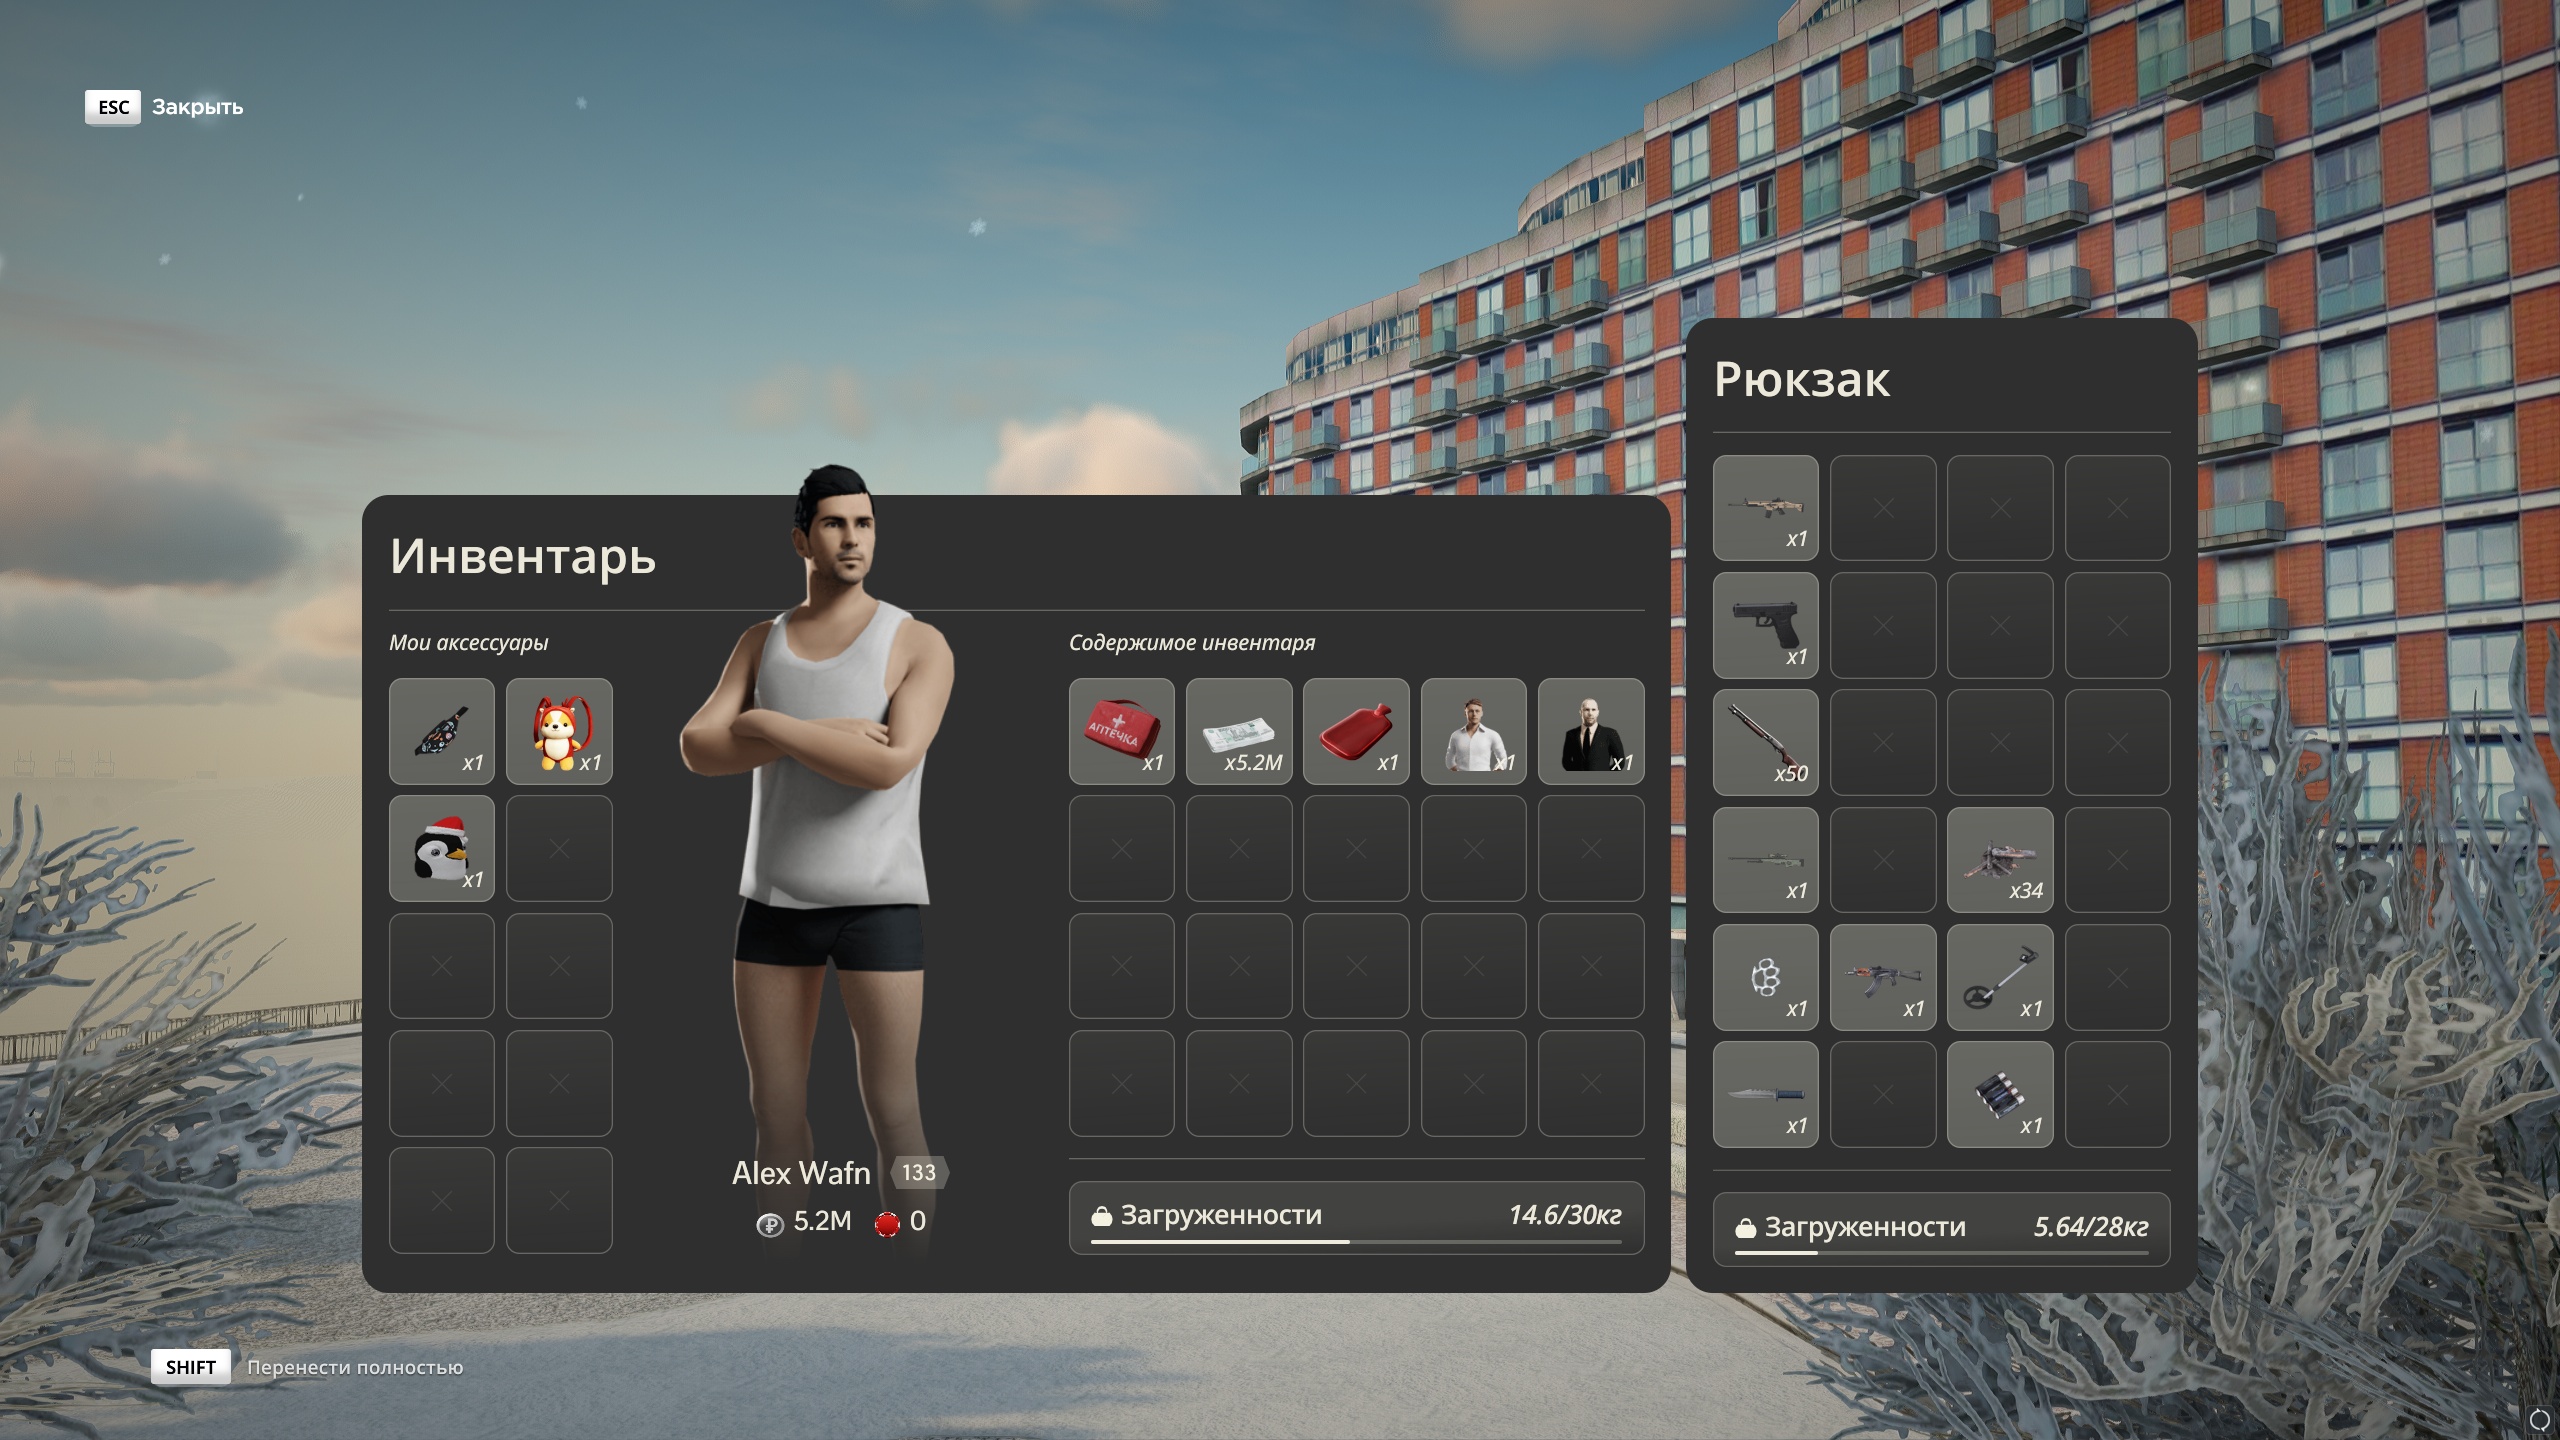 ESC Закрыть
Инвентарь
Мои аксессуары
x1 x1
x1
Alex Wafn 133
5.2M 0
Содержимое инвентаря
АПТЕЧКА
x1 x5.2M x1 x1 x1
Загруженности 14.6/30кг
Рюкзак
x1
x1
x50
x1 x34
x1 x1 x1
x1 x1
Загруженности 5.64/28кг
SHIFT Перенести полностью